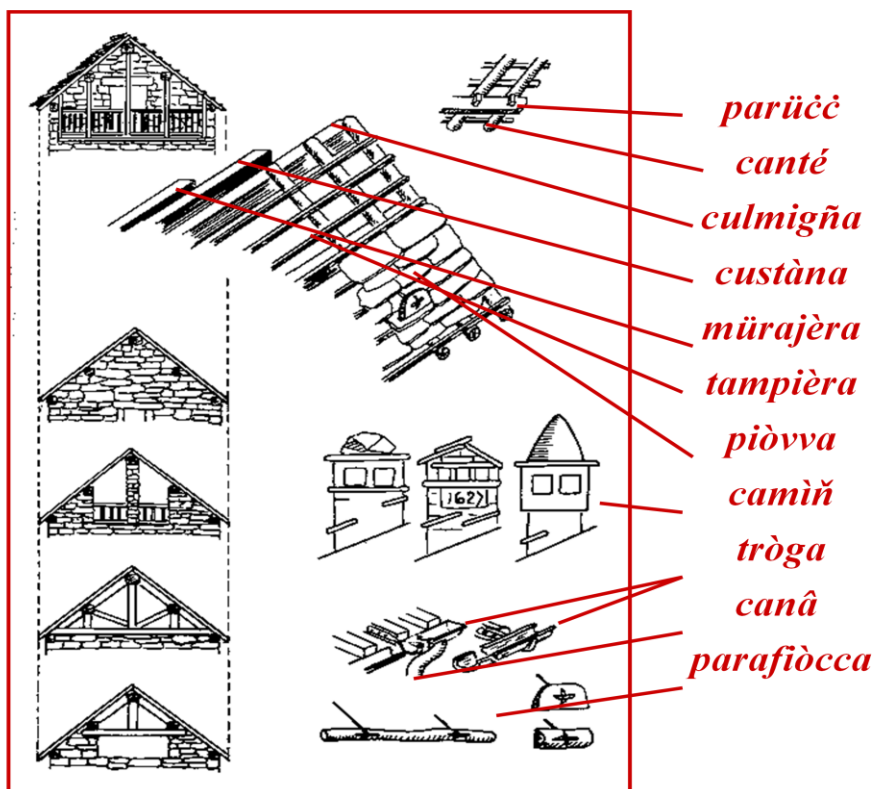 parüċċ
canté
culmigña
custàna
mürajèra
tampièra
piòvva
camìň
1627
tròga
canâ
parafiòcca